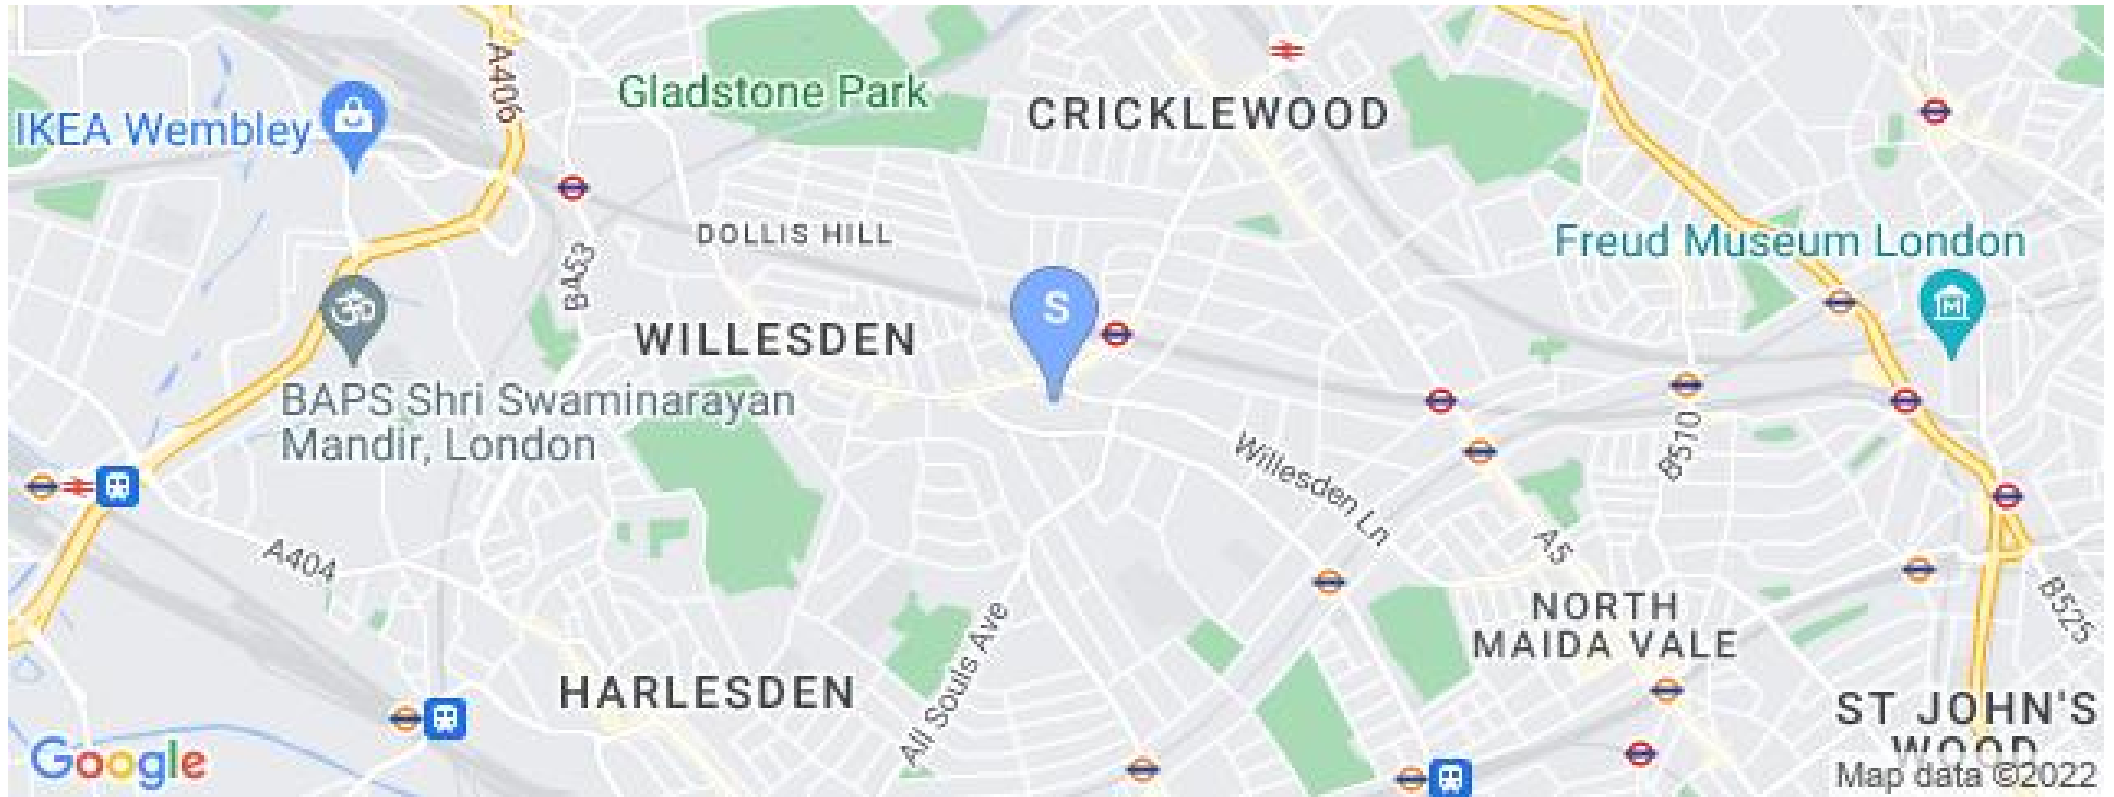 A406
Gladstone Park
CRICKLEWOOD
IKEA Wembley
DOLLIS HILL
B453
Freud Museum London
S
M
WILLESDEN
BAPS Shri Swaminarayan
Mandir, London
B510
Willesden Ln
A5
A404
B525
NORTH
MAIDA VALE
HARLESDEN
All Souls Ave
ST JOHN'S
WOOD
Google
Map data ©2022